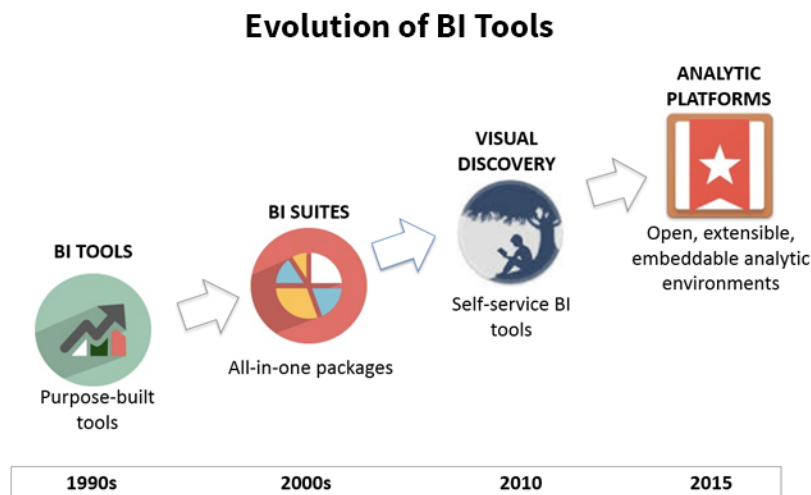 Evolution of BI Tools
BI TOOLS
Purpose-built
tools
BI SUITES
All-in-one packages
VISUAL
DISCOVERY
Self-service BI
tools
ANALYTIC
PLATFORMS
Open, extensible,
embeddable analytic
environments
1990s 2000s 2010 2015